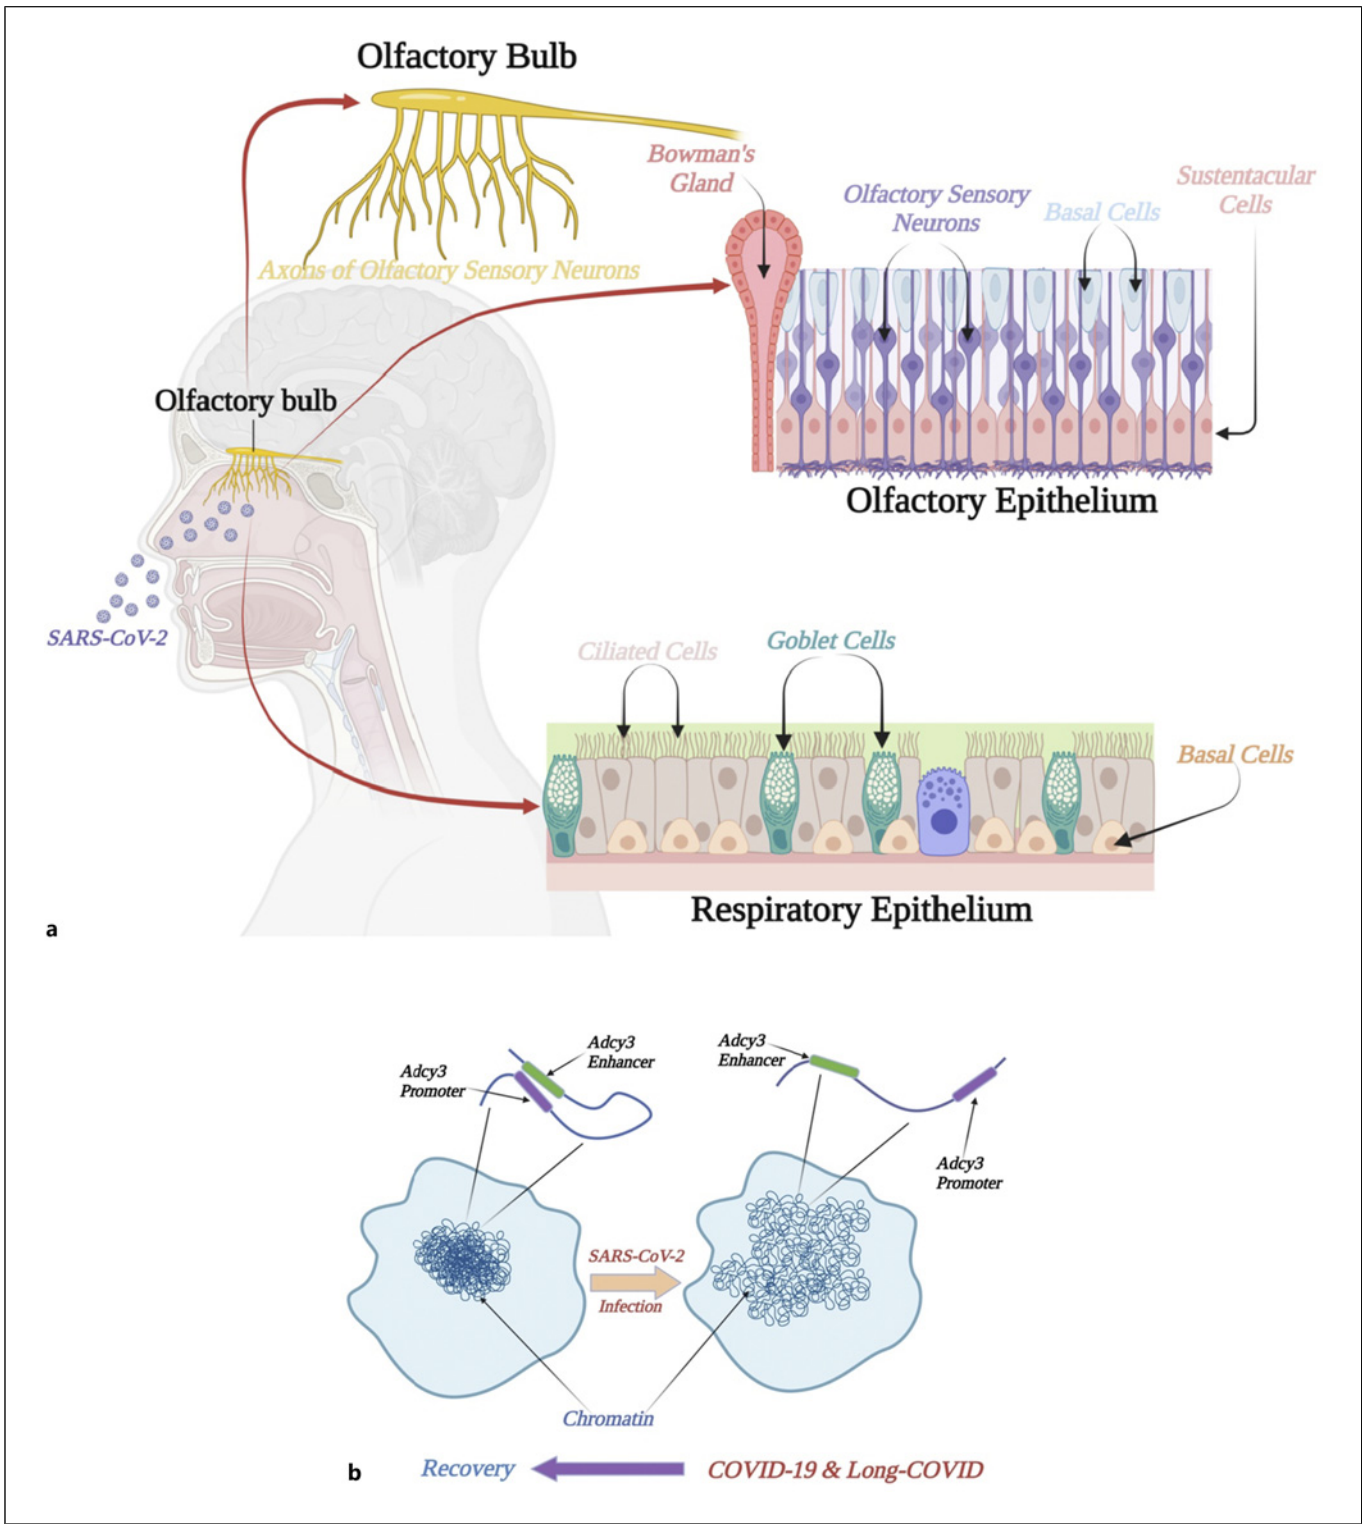 Olfactory Bulb
Bowman's
Gland
Olfactory Sensory
Neurons
Basal Cells
Sustentacular
Cells
Axons of Olfactory Sensory Neurons
Olfactory bulb
Olfactory Epithelium
SARS-CoV-2
Ciliated Cells
Goblet Cells
Basal Cells
Respiratory Epithelium
a
Adcy3
Promoter
Adcy3
Enhancer
Adcy3
Enhancer
Adcy3
Promoter
SARS-CoV-2
Infection
Chromatin
b
Recovery
COVID-19 & Long-COVID